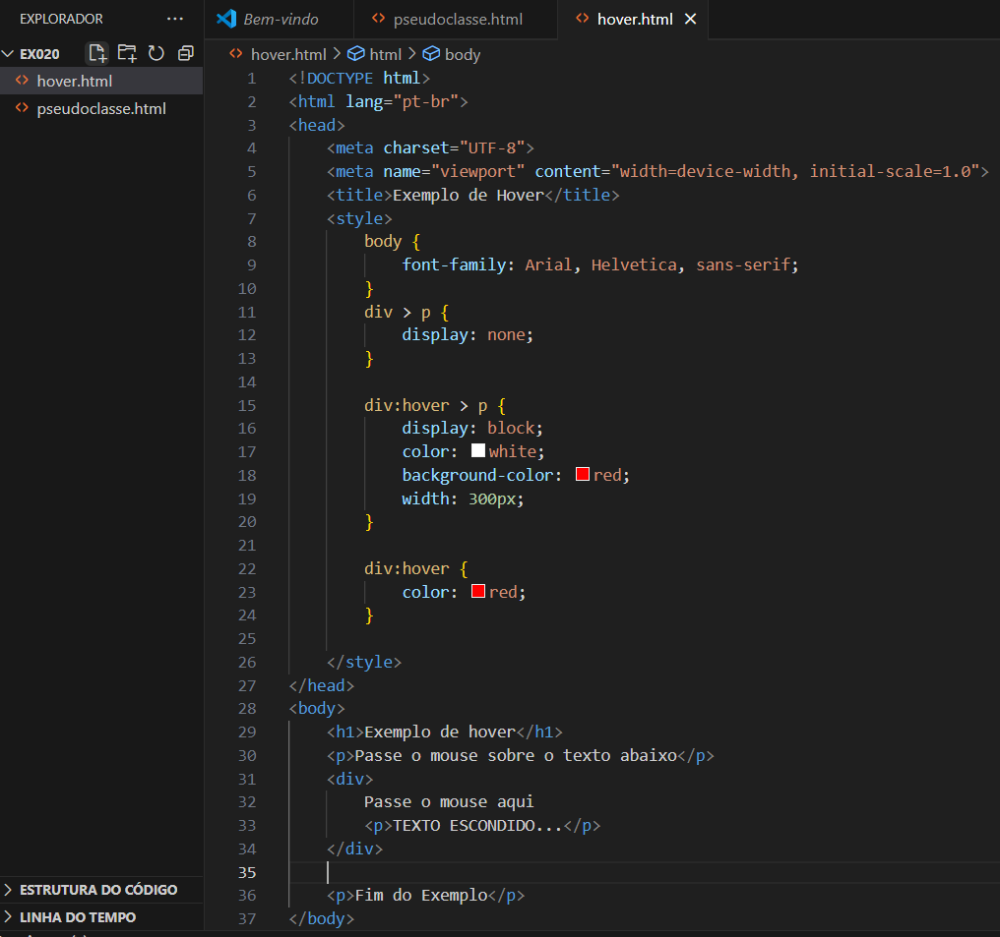 EXPLORADOR ···
Bem-vindo
pseudoclasse.html
hover.html
EX020
hover.html
pseudoclasse.html
ESTRUTURA DO CÓDIGO
LINHA DO TEMPO
hover.html > html > body
1 <!DOCTYPE html>
2 <html lang="pt-br">
3 <head>
4     <meta charset="UTF-8">
5     <meta name="viewport" content="width=device-width, initial-scale=1.0">
6     <title>Exemplo de Hover</title>
7     <style>
8         body {
9             font-family: Arial, Helvetica, sans-serif;
10         }
11         div > p {
12             display: none;
13         }
14
15         div:hover > p {
16             display: block;
17             color: white;
18             background-color: red;
19             width: 300px;
20         }
21
22         div:hover {
23             color: red;
24         }
25
26     </style>
27 </head>
28 <body>
29     <h1>Exemplo de hover</h1>
30     <p>Passe o mouse sobre o texto abaixo</p>
31     <div>
32         Passe o mouse aqui
33         <p>TEXTO ESCONDIDO...</p>
34     </div>
35
36     <p>Fim do Exemplo</p>
37 </body>